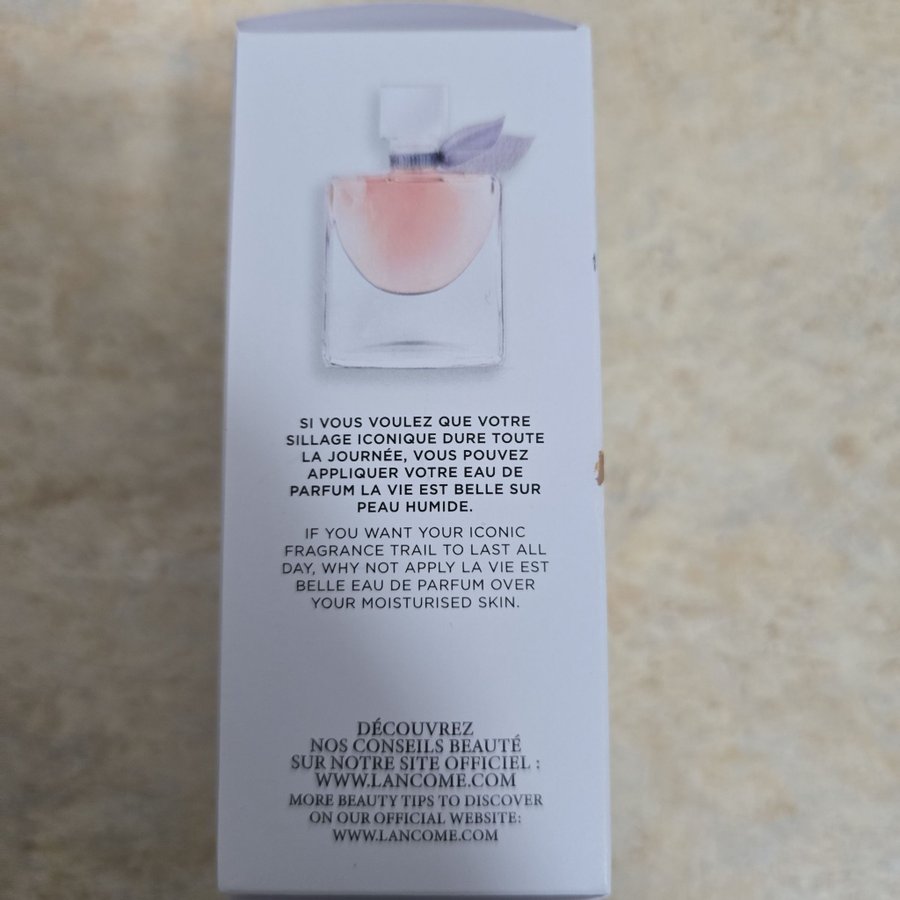 SI VOUS VOULEZ QUE VOTRE
SILLAGE ICONIQUE DURE TOUTE
LA JOURNÉE, VOUS POUVEZ
APPLIQUER VOTRE EAU DE
PARFUM LA VIE EST BELLE SUR
PEAU HUMIDE.
IF YOU WANT YOUR ICONIC
FRAGRANCE TRAIL TO LAST ALL
DAY, WHY NOT APPLY LA VIE EST
BELLE EAU DE PARFUM OVER
YOUR MOISTURISED SKIN.
DÉCOUVREZ
NOS CONSEILS BEAUTÉ
SUR NOTRE SITE OFFICIEL :
WWW.LANCOME.COM
MORE BEAUTY TIPS TO DISCOVER
ON OUR OFFICIAL WEBSITE:
WWW.LANCOME.COM